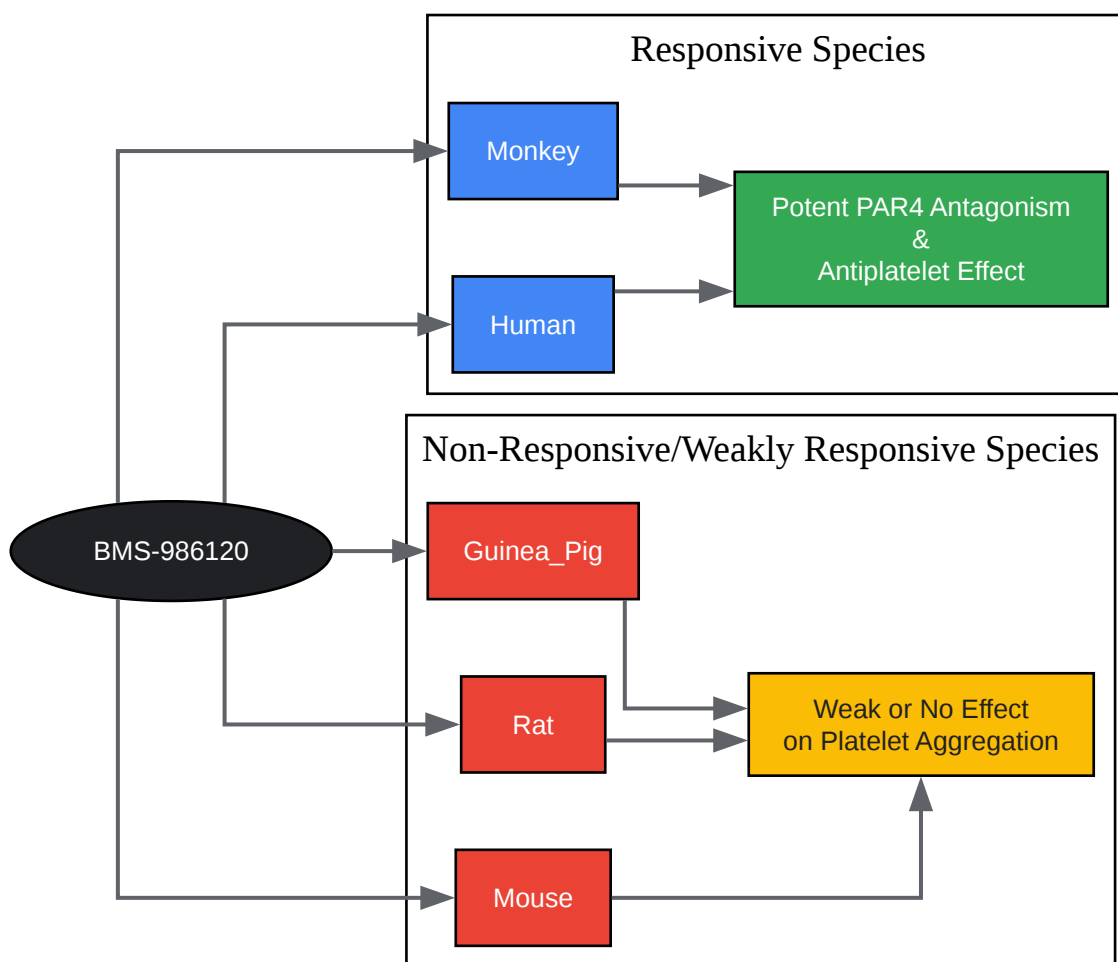 Responsive Species
Monkey
Potent PAR4 Antagonism
&
Antiplatelet Effect
Human
Non-Responsive/Weakly Responsive Species
BMS-986120
Guinea_Pig
Rat
Weak or No Effect
on Platelet Aggregation
Mouse